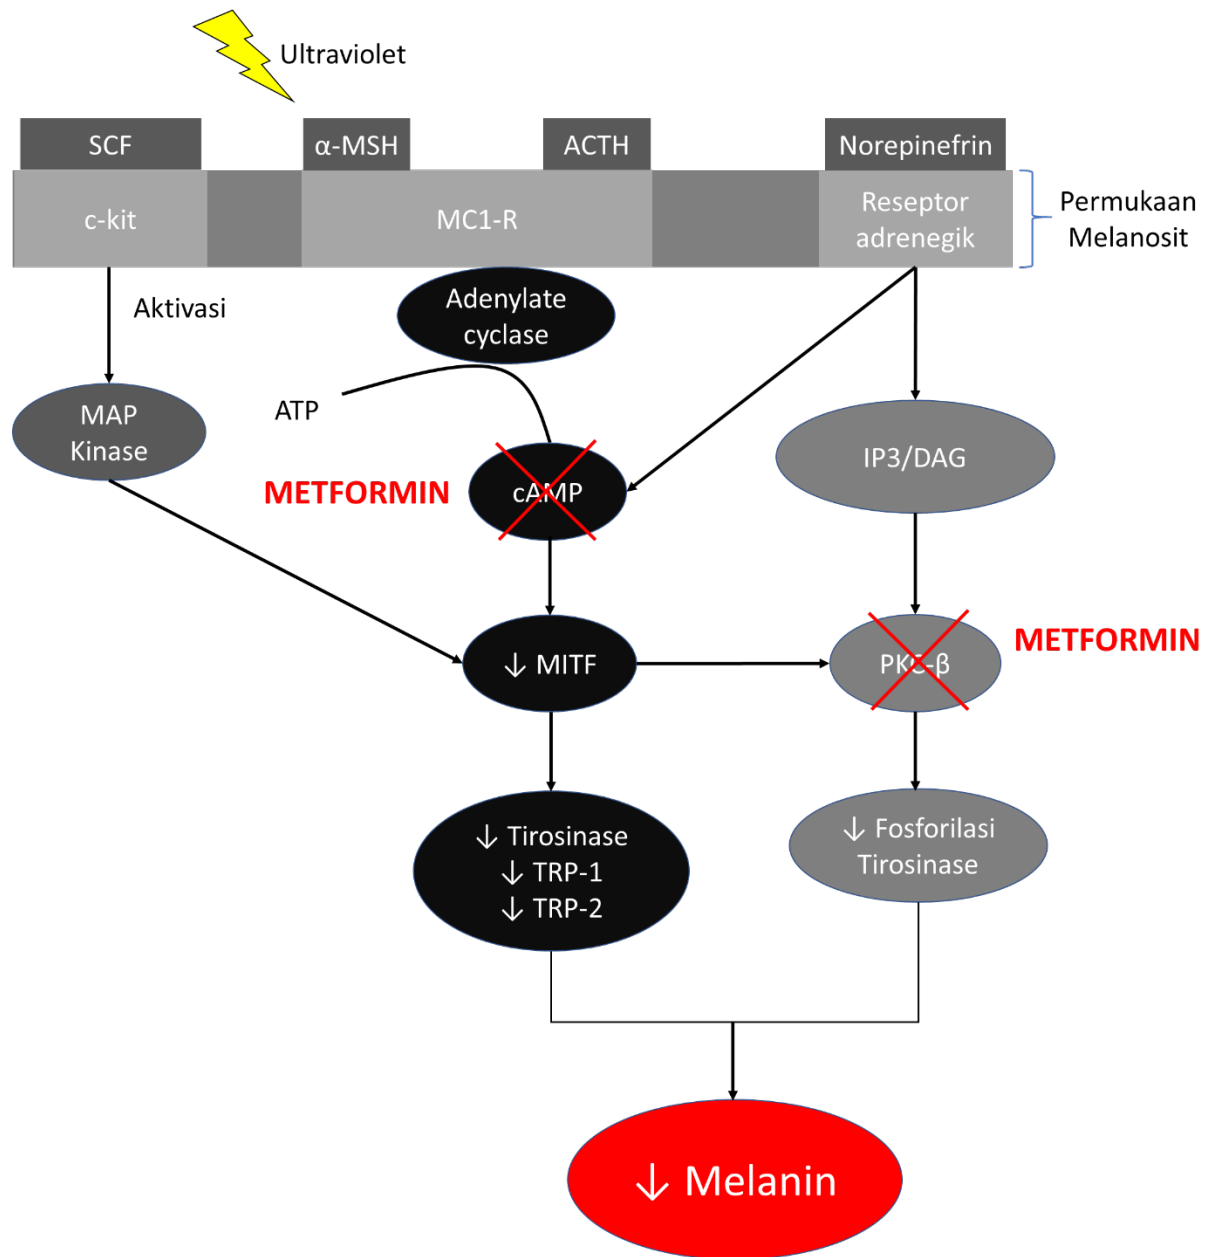 Ultraviolet
SCF
α-MSH
ACTH
Norepinefrin
c-kit
MC1-R
Reseptor
adrenegik
Permukaan
Melanosit
Aktivasi
Adenylate
cyclase
ATP
MAP
Kinase
IP3/DAG
METFORMIN
cAMP
↓ MITF
PKC-β
METFORMIN
↓ Tirosinase
↓ TRP-1
↓ TRP-2
↓ Fosforilasi
Tirosinase
↓ Melanin